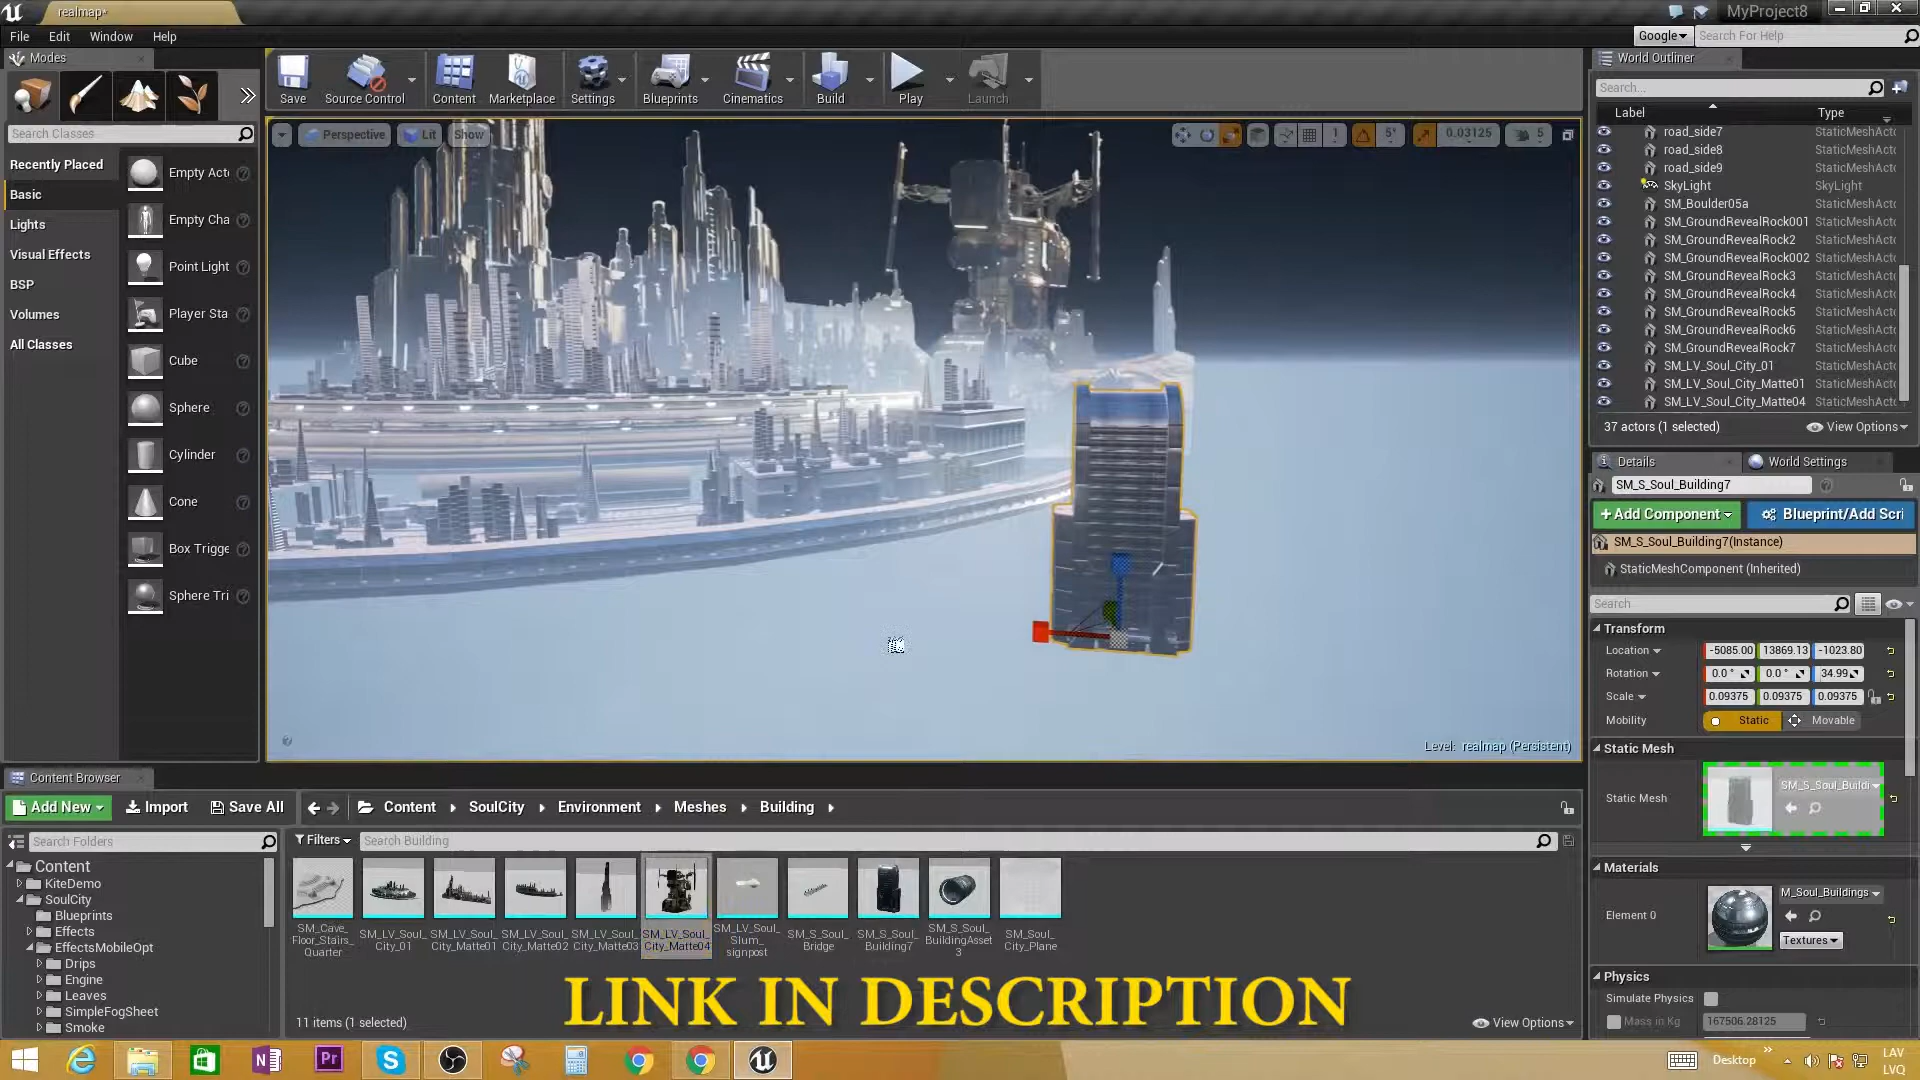 realmap*
MyProject8
File Edit Window Help
Google
Search For Help
Modes
Search Classes
Recently Placed
Basic
Lights
Visual Effects
BSP
Volumes
All Classes
Empty Acto
Empty Cha
Point Light
Player Sta
Cube
Sphere
Cylinder
Cone
Box Trigge
Sphere Tri
Save
Source Control
Content
Marketplace
Settings
Blueprints
Cinematics
Build
Play
Launch
Perspective
Lit
Show
1
5°
0.03125
5
Level: realmap (Persistent)
World Outliner
Search...
Label Type
road_side7 StaticMeshActo
road_side8 StaticMeshActo
road_side9 StaticMeshActo
SkyLight SkyLight
SM_Boulder05a StaticMeshActo
SM_GroundRevealRock001 StaticMeshActo
SM_GroundRevealRock2 StaticMeshActo
SM_GroundRevealRock002 StaticMeshActo
SM_GroundRevealRock3 StaticMeshActo
SM_GroundRevealRock4 StaticMeshActo
SM_GroundRevealRock5 StaticMeshActo
SM_GroundRevealRock6 StaticMeshActo
SM_GroundRevealRock7 StaticMeshActo
SM_LV_Soul_City_01 StaticMeshActo
SM_LV_Soul_City_Matte01 StaticMeshActo
SM_LV_Soul_City_Matte04 StaticMeshActo
37 actors (1 selected)
View Options
Details
World Settings
SM_S_Soul_Building7
+Add Component
Blueprint/Add Scri
SM_S_Soul_Building7(Instance)
StaticMeshComponent (Inherited)
Search
Transform
Location -5085.00 13869.13 -1023.80
Rotation 0.0 ° 0.0 ° 34.99
Scale 0.09375 0.09375 0.09375
Mobility Static Movable
Static Mesh
Static Mesh SM_S_Soul_Buildi
Materials
Element 0 M_Soul_Buildings
Textures
Physics
Simulate Physics
Mass in Kg 167506.28125
Content Browser
Add New
Import
Save All
Content SoulCity Environment Meshes Building
Search Folders
Filters
Search Building
Content
KiteDemo
SoulCity
Blueprints
Effects
EffectsMobileOpt
Drips
Engine
Leaves
SimpleFogSheet
Smoke
SM_Cave_Floor_Stairs_Quarter
SM_LV_Soul_City_01
SM_LV_Soul_City_Matte01
SM_LV_Soul_City_Matte02
SM_LV_Soul_City_Matte03
SM_LV_Soul_City_Matte04
SM_LV_Soul_Slum_signpost
SM_S_Soul_Bridge
SM_S_Soul_Building7
SM_S_Soul_BuildingAsset3
SM_Soul_City_Plane
11 items (1 selected)
View Options
LINK IN DESCRIPTION
Desktop
LAV
LVQ